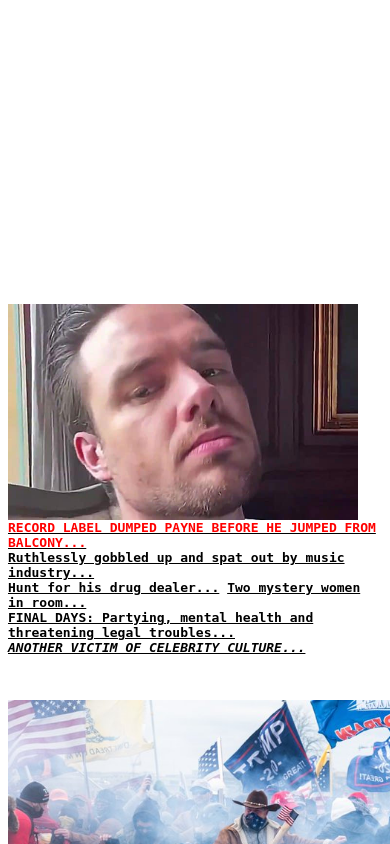 RECORD LABEL DUMPED PAYNE BEFORE HE JUMPED FROM
BALCONY...
Ruthlessly gobbled up and spat out by music
industry...
Hunt for his drug dealer... Two mystery women
in room...
FINAL DAYS: Partying, mental health and
threatening legal troubles...
ANOTHER VICTIM OF CELEBRITY CULTURE...